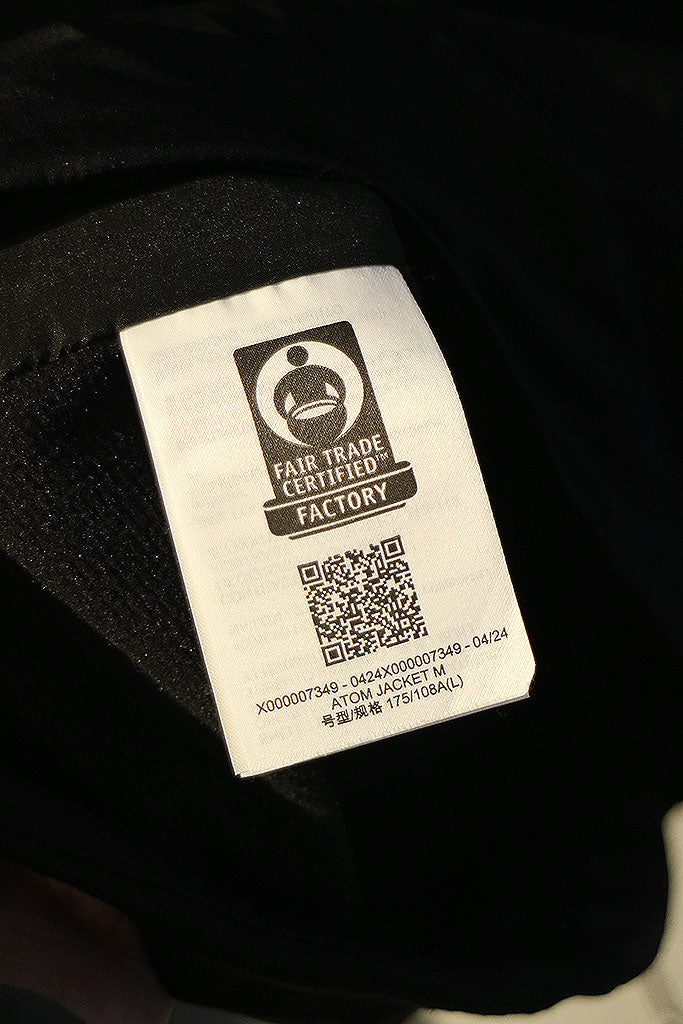 FAIR TRADE
CERTIFIED™
FACTORY
X000007349 - 0424X000007349 - 04/24
ATOM JACKET M
号型/规格 175/108A(L)